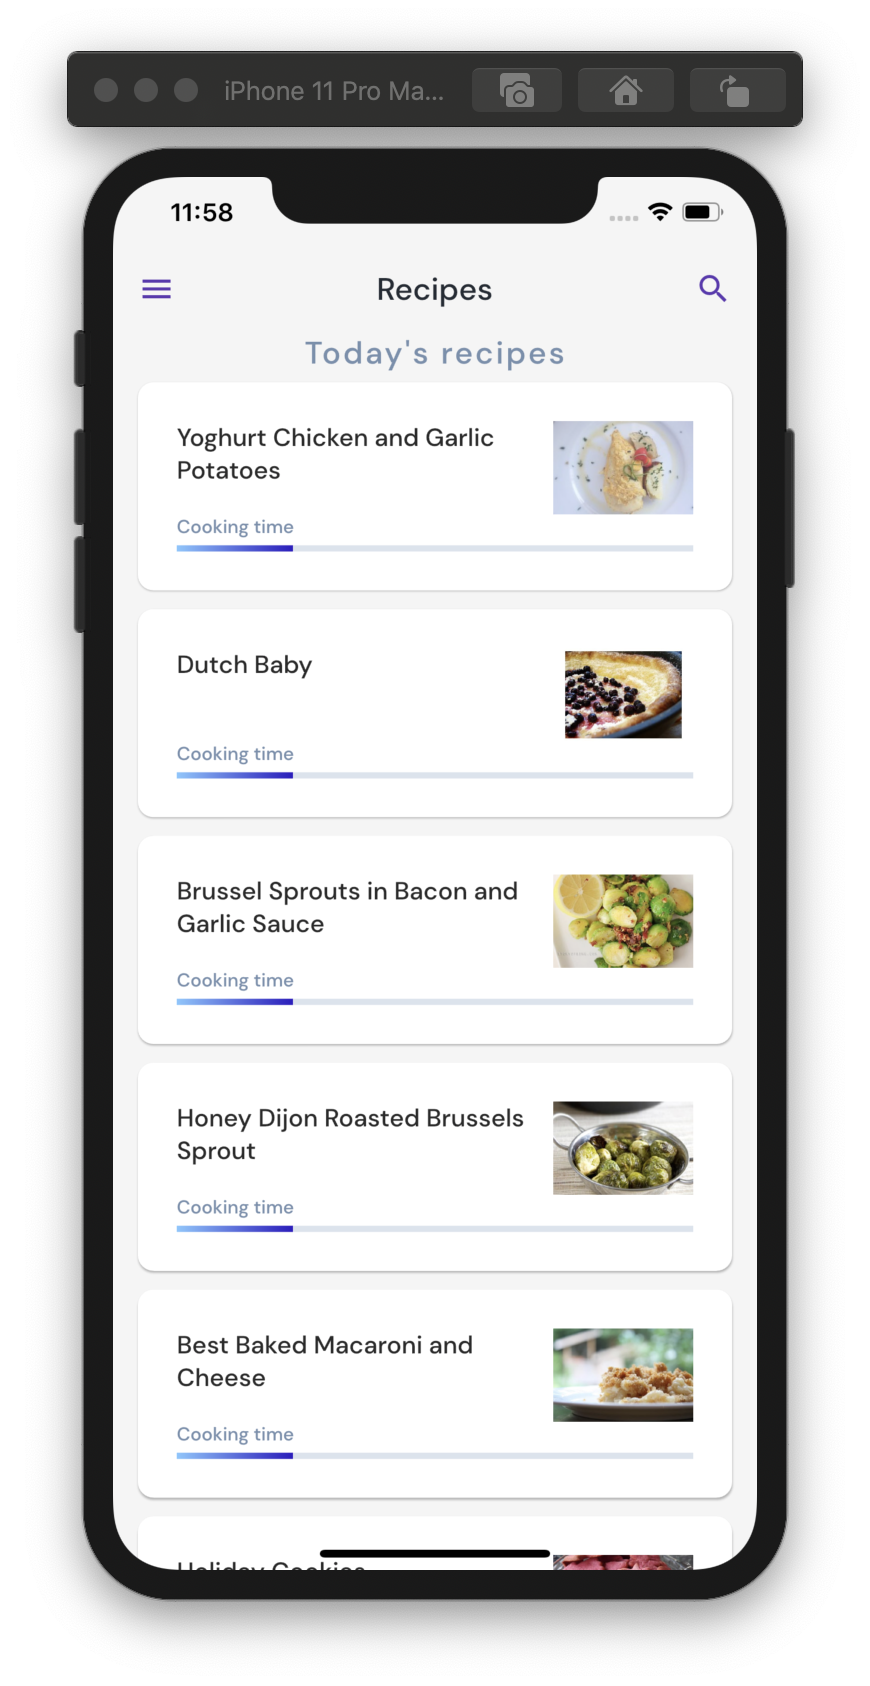 iPhone 11 Pro Ma...
11:58
Recipes
Today's recipes
Yoghurt Chicken and Garlic
Potatoes
Cooking time
Dutch Baby
Cooking time
Brussel Sprouts in Bacon and
Garlic Sauce
Cooking time
Honey Dijon Roasted Brussels
Sprout
Cooking time
Best Baked Macaroni and
Cheese
Cooking time
Holiday Cookies